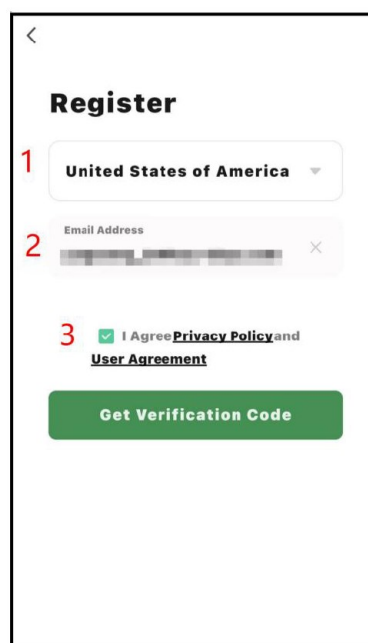 Register
1
United States of America
Email Address
2
3
I Agree Privacy Policy and
User Agreement
Get Verification Code